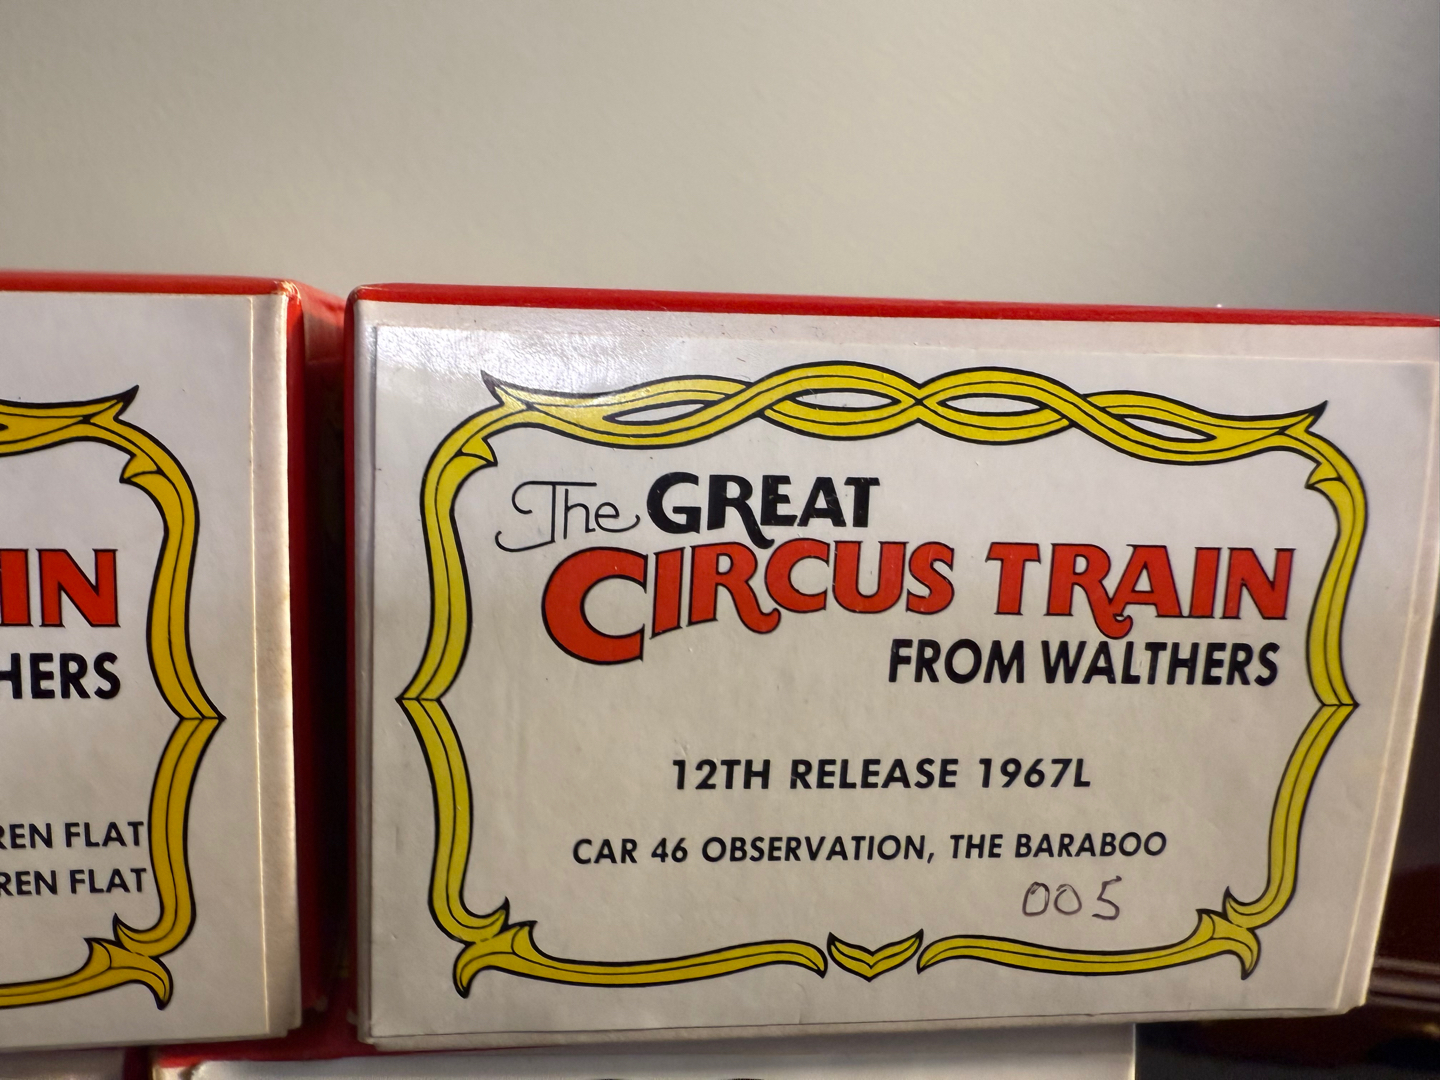 IN
HERS
REN FLAT
REN FLAT
The GREAT
CIRCUS TRAIN
FROM WALTHERS
12TH RELEASE 1967L
CAR 46 OBSERVATION, THE BARABOO
005